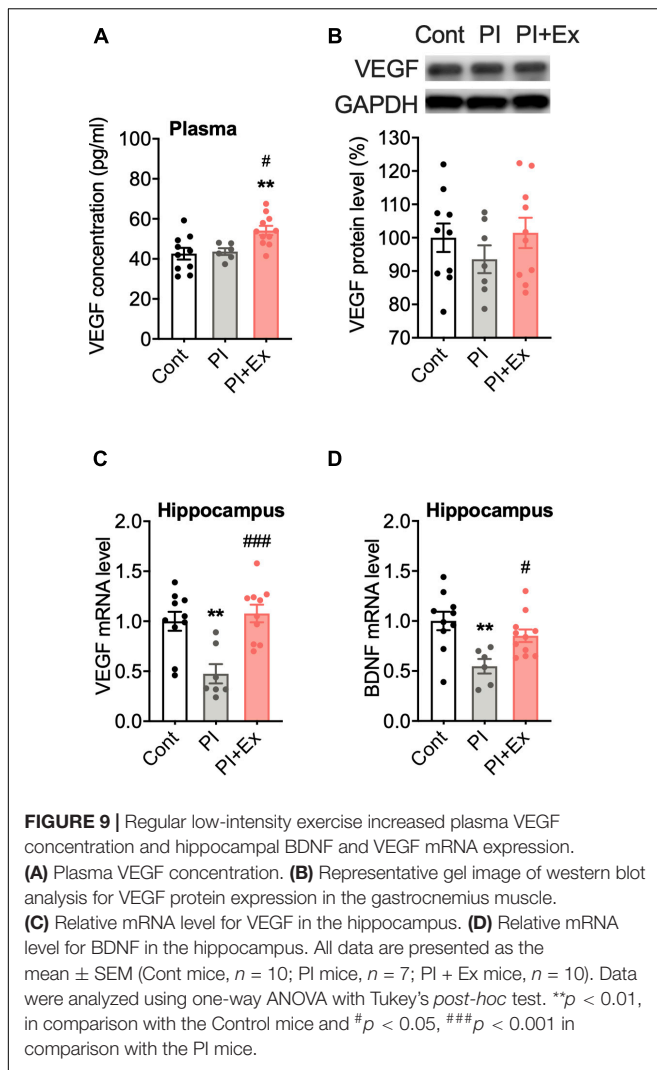 A
Plasma
VEGF concentration (pg/ml)
100
80
60
40
20
0
#
**
Cont
PI
PI+Ex
B
Cont PI PI+Ex
VEGF
GAPDH
VEGF protein level (%)
130
120
110
100
90
80
70
Cont
PI
PI+Ex
C
Hippocampus
VEGF mRNA level
2.0
1.5
1.0
0.5
0.0
**
###
Cont
PI
PI+Ex
D
Hippocampus
BDNF mRNA level
2.0
1.5
1.0
0.5
0.0
**
#
Cont
PI
PI+Ex
FIGURE 9 | Regular low-intensity exercise increased plasma VEGF
concentration and hippocampal BDNF and VEGF mRNA expression.
(A) Plasma VEGF concentration. (B) Representative gel image of western blot
analysis for VEGF protein expression in the gastrocnemius muscle.
(C) Relative mRNA level for VEGF in the hippocampus. (D) Relative mRNA
level for BDNF in the hippocampus. All data are presented as the
mean ± SEM (Cont mice, n = 10; PI mice, n = 7; PI + Ex mice, n = 10). Data
were analyzed using one-way ANOVA with Tukey's post-hoc test. **p < 0.01,
in comparison with the Control mice and #p < 0.05, ###p < 0.001 in
comparison with the PI mice.